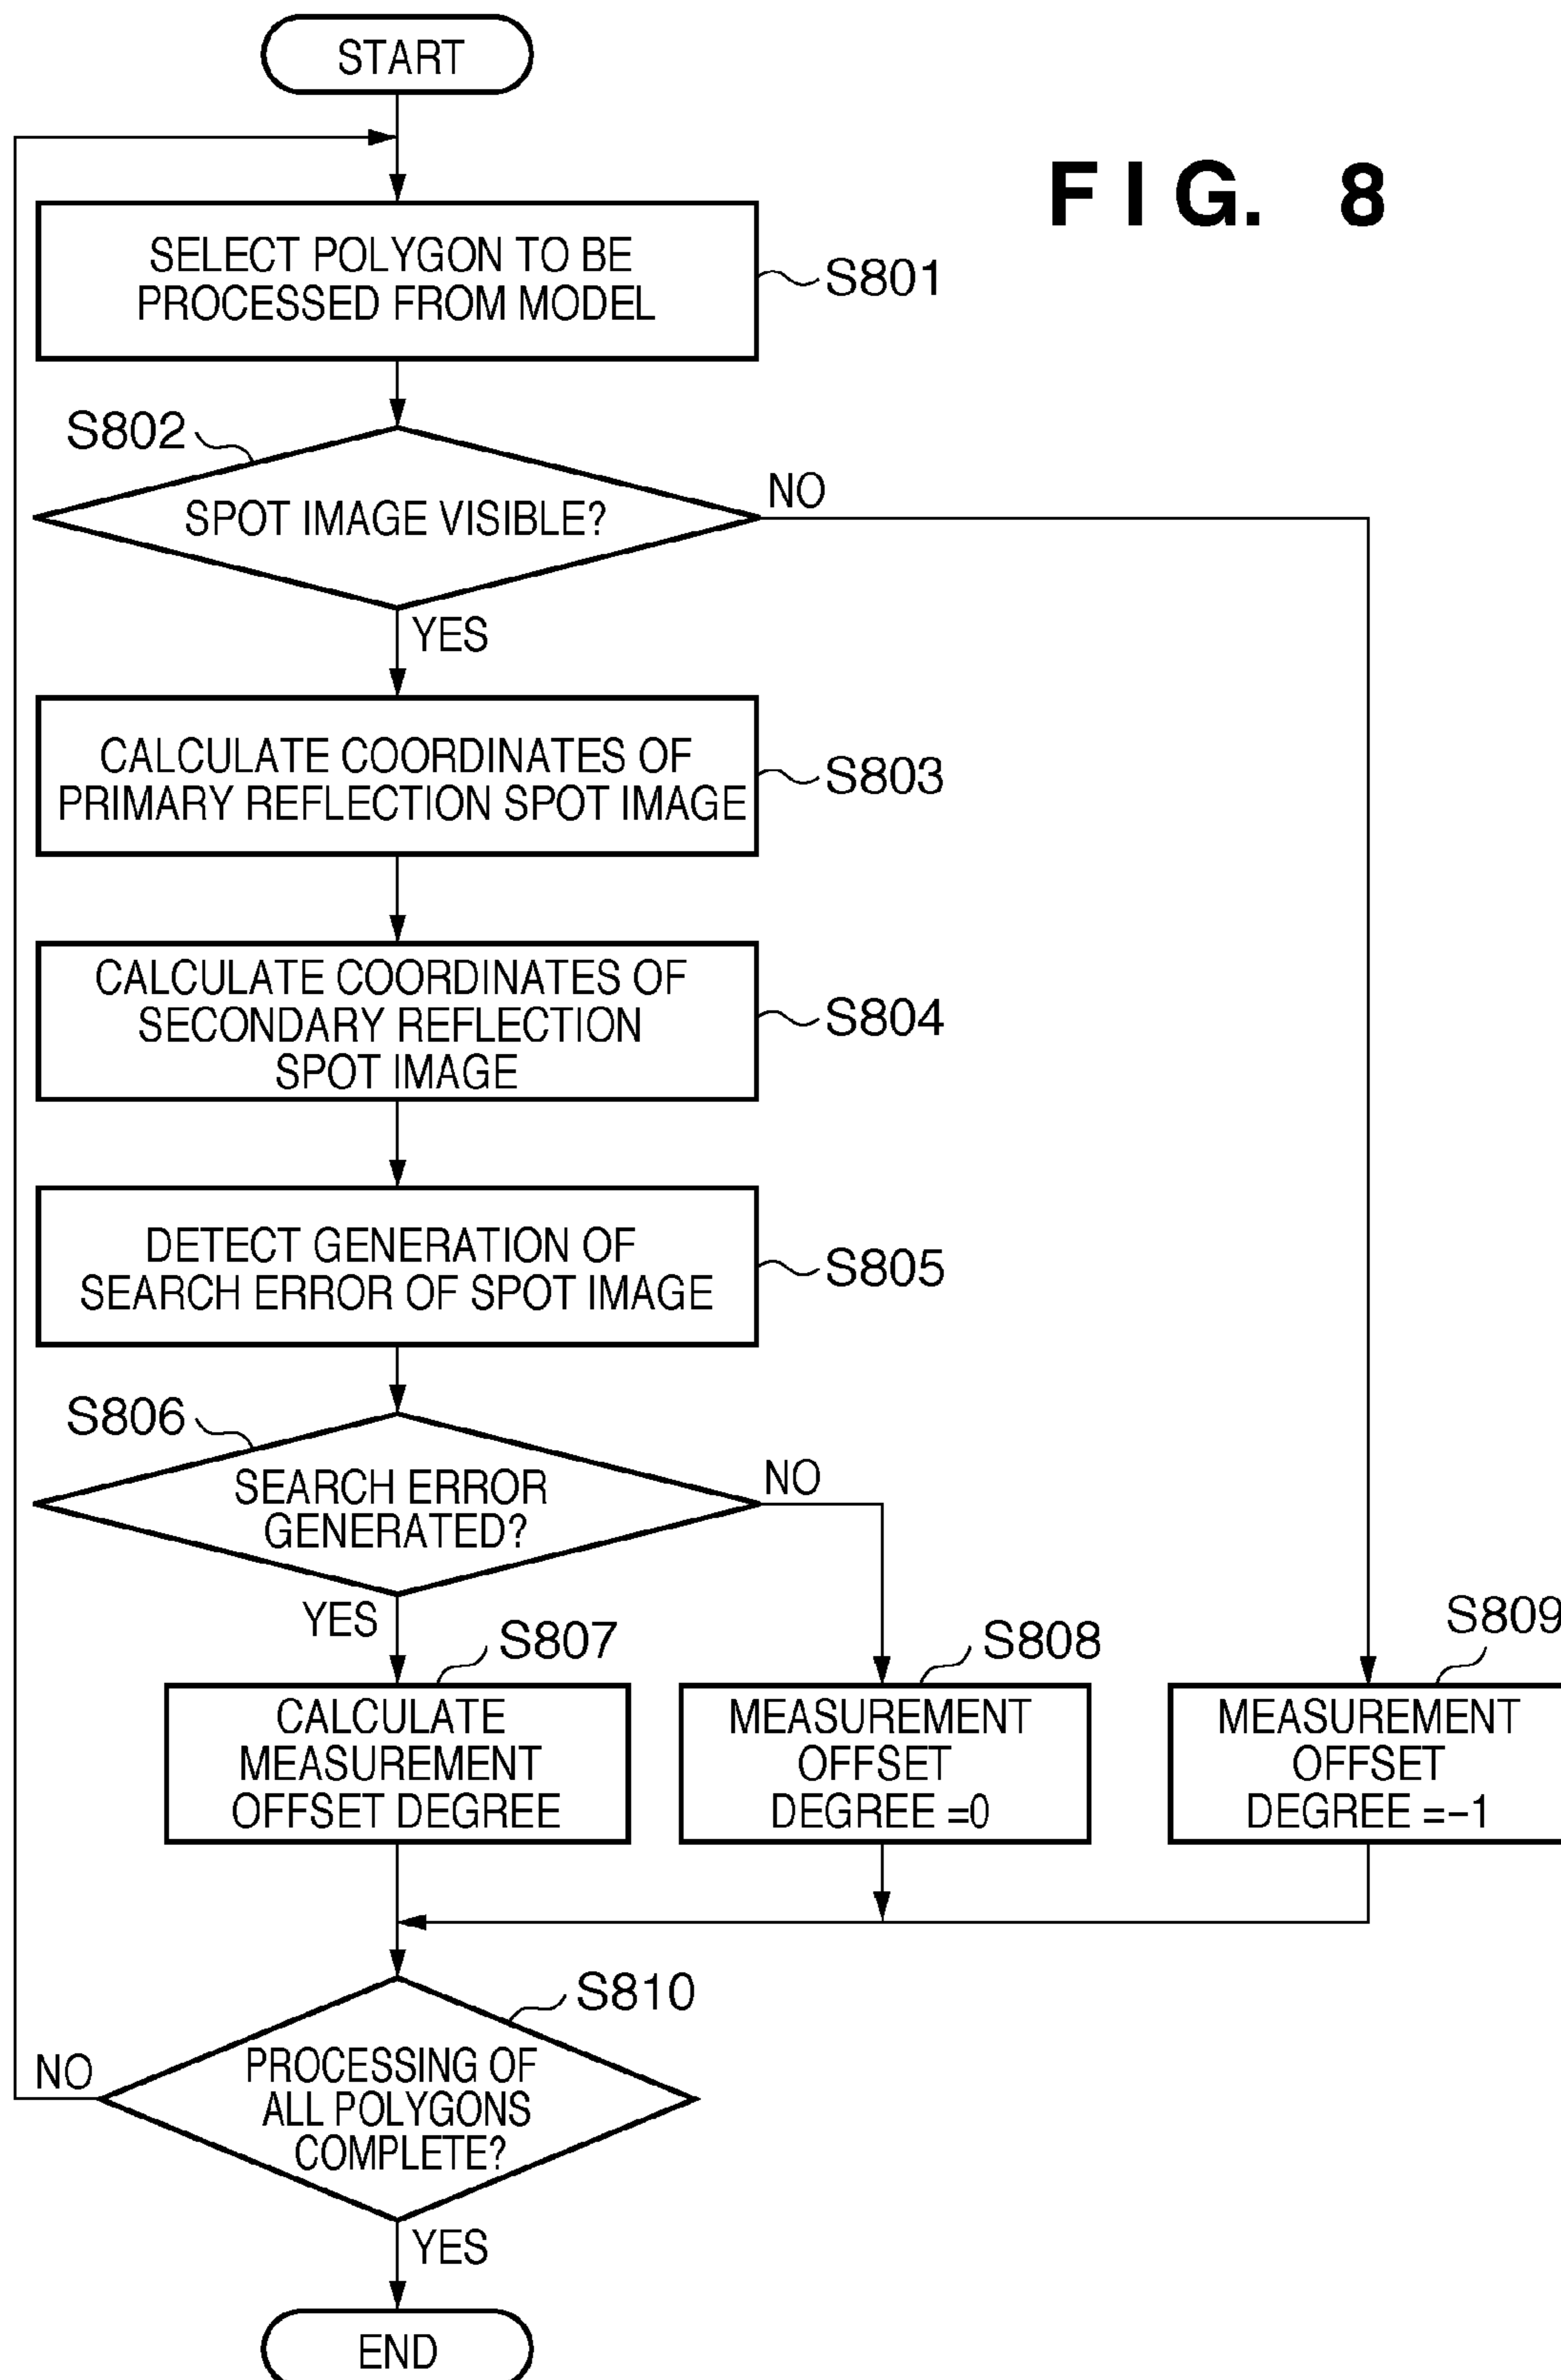 START
FIG. 8
SELECT POLYGON TO BE
PROCESSED FROM MODEL
S801
S802
SPOT IMAGE VISIBLE?
NO
YES
CALCULATE COORDINATES OF
PRIMARY REFLECTION SPOT IMAGE
S803
CALCULATE COORDINATES OF
SECONDARY REFLECTION
SPOT IMAGE
S804
DETECT GENERATION OF
SEARCH ERROR OF SPOT IMAGE
S805
S806
SEARCH ERROR
GENERATED?
NO
YES
S807
CALCULATE
MEASUREMENT
OFFSET DEGREE
S808
MEASUREMENT
OFFSET
DEGREE =0
S809
MEASUREMENT
OFFSET
DEGREE =−1
S810
PROCESSING OF
ALL POLYGONS
COMPLETE?
NO
YES
END